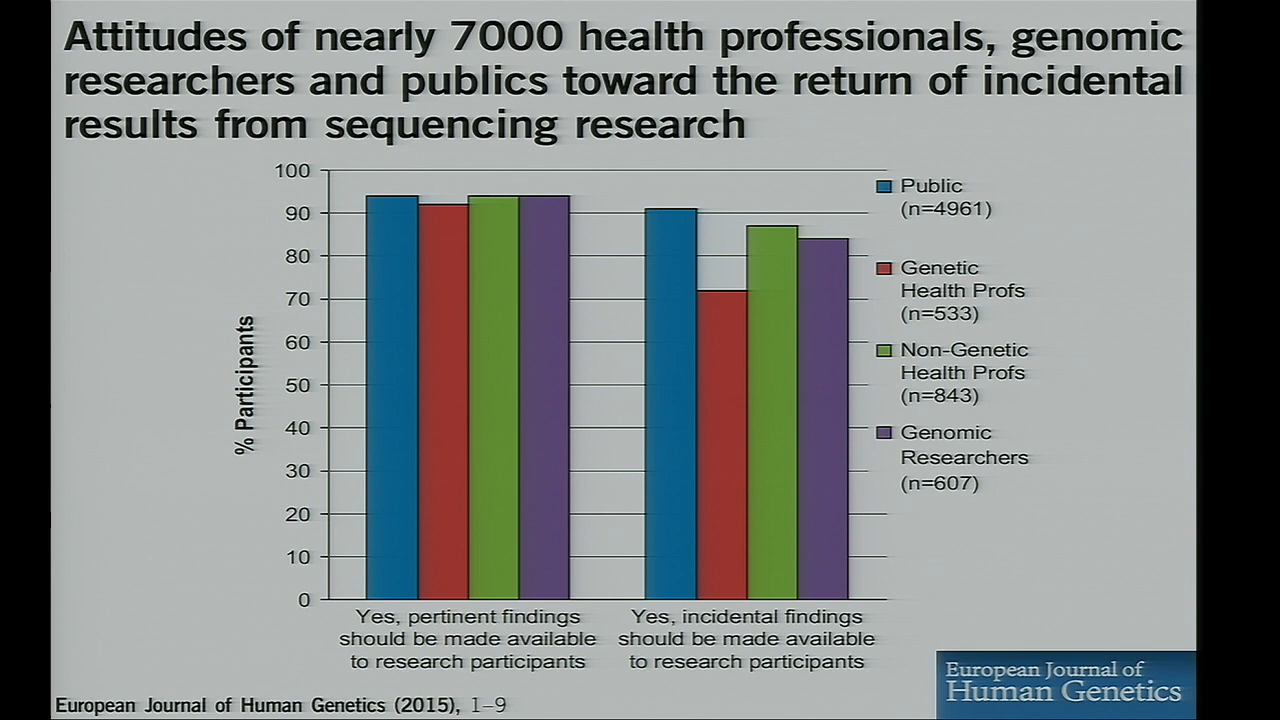 Attitudes of nearly 7000 health professionals, genomic
researchers and publics toward the return of incidental
results from sequencing research
100
90
80
70
60
50
40
30
20
10
0
% Participants
Yes, pertinent findings
should be made available
to research participants
Yes, incidental findings
should be made available
to research participants
Public
(n=4961)
Genetic
Health Profs
(n=533)
Non-Genetic
Health Profs
(n=843)
Genomic
Researchers
(n=607)
European Journal of Human Genetics (2015), 1–9
European Journal of
Human Genetics